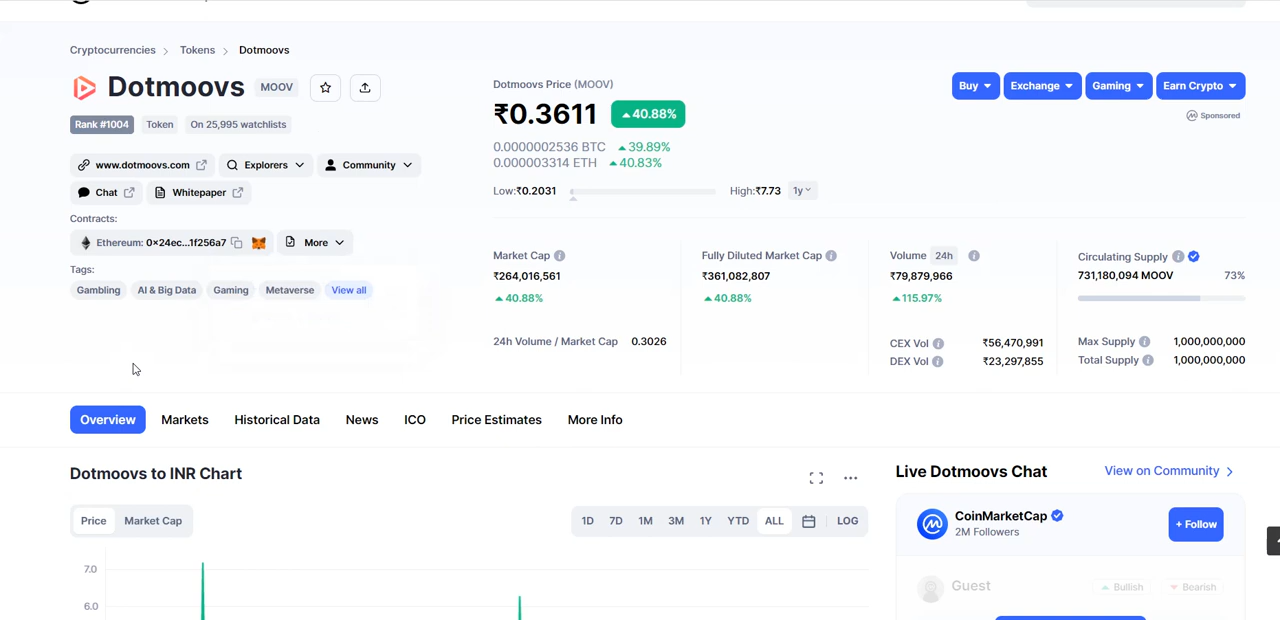 Cryptocurrencies > Tokens > Dotmoovs
Dotmoovs MOOV
Rank #1004 Token On 25,995 watchlists
www.dotmoovs.com Explorers Community
Chat Whitepaper
Contracts:
Ethereum: 0x24ec...1f256a7 More
Tags:
Gambling AI & Big Data Gaming Metaverse View all
Dotmoovs Price (MOOV)
₹0.3611 40.88%
0.0000002536 BTC 39.89%
0.000003314 ETH 40.83%
Low:₹0.2031 High:₹7.73 1y
Buy Exchange Gaming Earn Crypto
Sponsored
Market Cap
₹264,016,561
40.88%
24h Volume / Market Cap 0.3026
Fully Diluted Market Cap
₹361,082,807
40.88%
Volume 24h
₹79,879,966
115.97%
CEX Vol ₹56,470,991
DEX Vol ₹23,297,855
Circulating Supply
731,180,094 MOOV 73%
Max Supply 1,000,000,000
Total Supply 1,000,000,000
Overview Markets Historical Data News ICO Price Estimates More Info
Dotmoovs to INR Chart
Price Market Cap
1D 7D 1M 3M 1Y YTD ALL LOG
7.0
6.0
Live Dotmoovs Chat View on Community >
CoinMarketCap + Follow
2M Followers
Guest Bullish Bearish